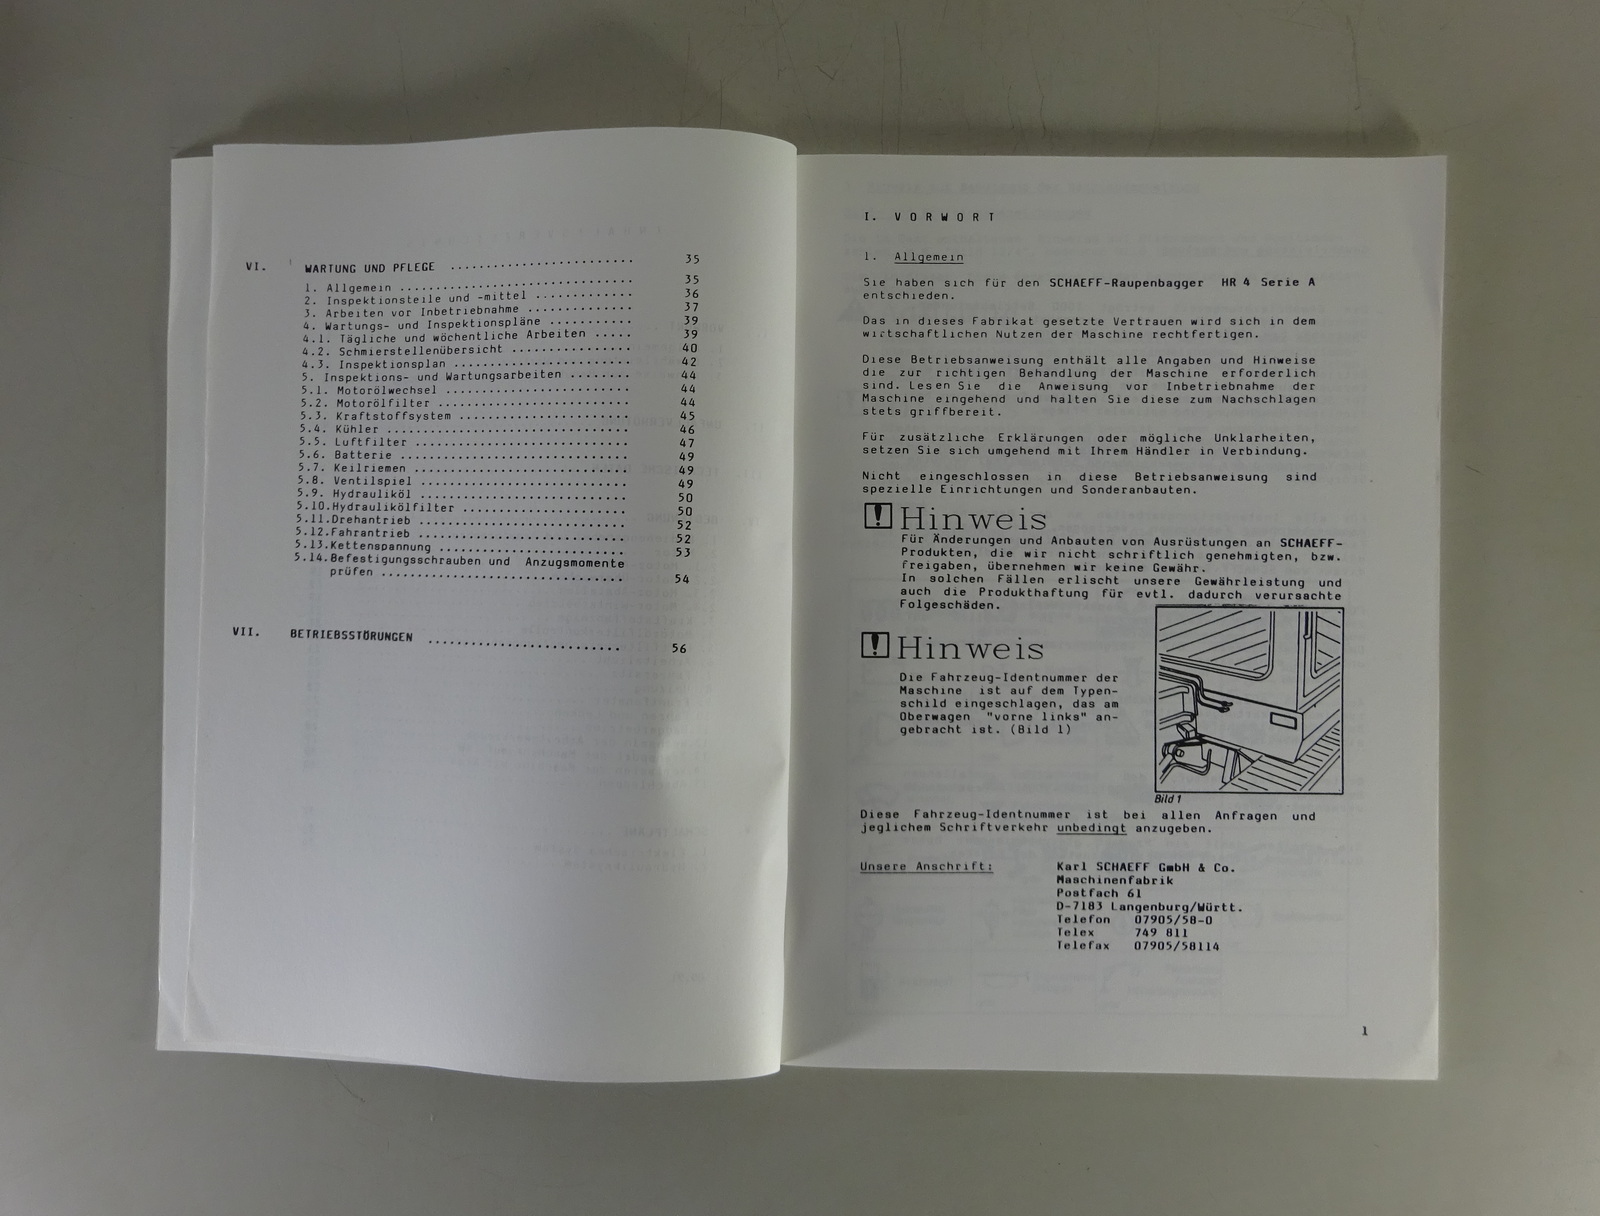 VI. WARTUNG UND PFLEGE .......................... 35
1. Allgemein .............................. 35
2. Inspektionsteile und -mittel ............. 36
3. Arbeiten vor Inbetriebnahme .............. 37
4. Wartungs- und Inspektionspläne ........... 39
4.1. Tägliche und wöchentliche Arbeiten ..... 39
4.2. Schmierstellenübersicht ............... 40
4.3. Inspektionsplan ....................... 42
5. Inspektions- und Wartungsarbeiten ........ 44
5.1. Motorölwechsel ........................ 44
5.2. Motorölfilter ......................... 44
5.3. Kraftstoffsystem ...................... 45
5.4. Kühler ................................ 46
5.5. Luftfilter ............................ 47
5.6. Batterie .............................. 49
5.7. Keilriemen ............................ 49
5.8. Ventilspiel ........................... 49
5.9. Hydrauliköl ........................... 50
5.10.Hydraulikölfilter ..................... 50
5.11.Drehantrieb ........................... 52
5.12.Fahrantrieb ........................... 52
5.13.Kettenspannung ........................ 53
5.14.Befestigungsschrauben und Anzugsmomente
prüfen ............................... 54
VII. BETRIEBSSTÖRUNGEN ........................... 56
I. VORWORT
1. Allgemein
Sie haben sich für den SCHAEFF-Raupenbagger HR 4 Serie A
entschieden.
Das in dieses Fabrikat gesetzte Vertrauen wird sich in dem
wirtschaftlichen Nutzen der Maschine rechtfertigen.
Diese Betriebsanweisung enthält alle Angaben und Hinweise
die zur richtigen Behandlung der Maschine erforderlich
sind. Lesen Sie die Anweisung vor Inbetriebnahme der
Maschine eingehend und halten Sie diese zum Nachschlagen
stets griffbereit.
Für zusätzliche Erklärungen oder mögliche Unklarheiten,
setzen Sie sich umgehend mit Ihrem Händler in Verbindung.
Nicht eingeschlossen in diese Betriebsanweisung sind
spezielle Einrichtungen und Sonderanbauten.
! Hinweis
Für Änderungen und Anbauten von Ausrüstungen an SCHAEFF-
Produkten, die wir nicht schriftlich genehmigten, bzw.
freigaben, übernehmen wir keine Gewähr.
In solchen Fällen erlischt unsere Gewährleistung und
auch die Produkthaftung für evtl. dadurch verursachte
Folgeschäden.
! Hinweis
Die Fahrzeug-Identnummer der
Maschine ist auf dem Typen-
schild eingeschlagen, das am
Oberwagen "vorne links" an-
gebracht ist. (Bild 1)
Bild 1
Diese Fahrzeug-Identnummer ist bei allen Anfragen und
jeglichem Schriftverkehr unbedingt anzugeben.
Unsere Anschrift: Karl SCHAEFF GmbH & Co.
Maschinenfabrik
Postfach 61
D-7183 Langenburg/Württ.
Telefon 07905/58-0
Telex 749 811
Telefax 07905/58114
1